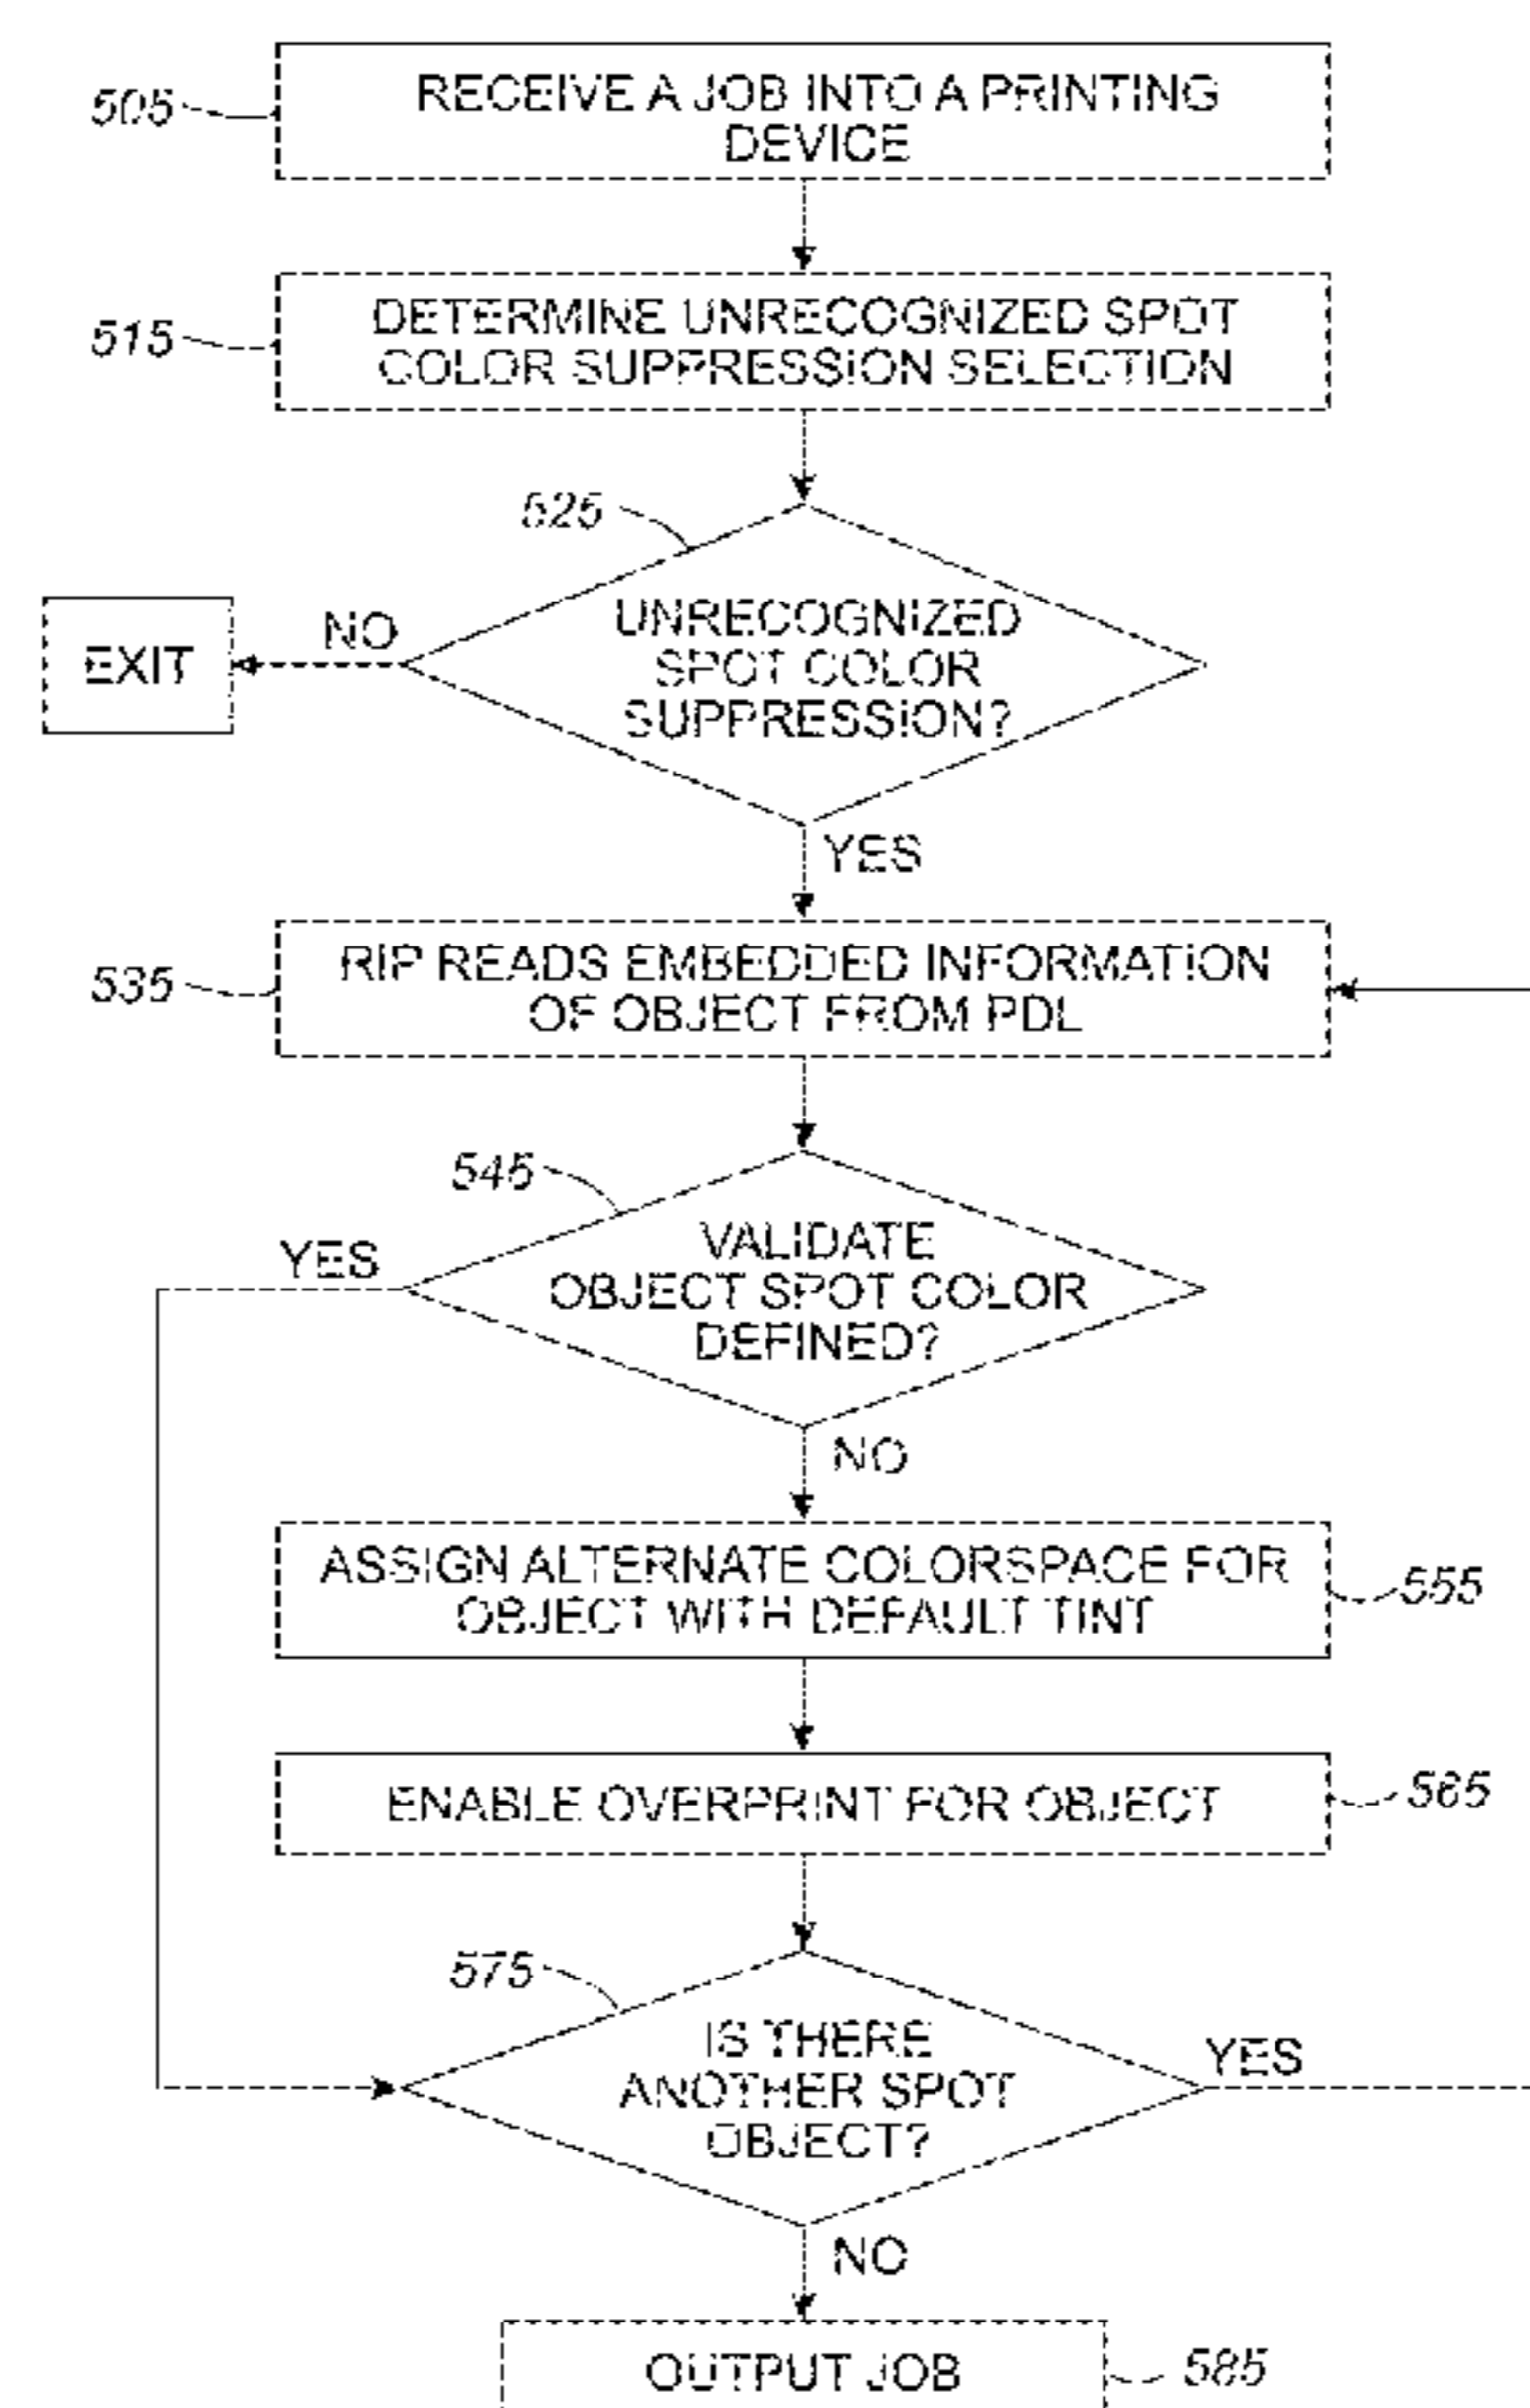 505
RECEIVE A JOB INTO A PRINTING
DEVICE
515
DETERMINE UNRECOGNIZED SPOT
COLOR SUPPRESSION SELECTION
525
UNRECOGNIZED
SPOT COLOR
SUPPRESSION?
NO
EXIT
YES
535
RIP READS EMBEDDED INFORMATION
OF OBJECT FROM PDL
545
VALIDATE
OBJECT SPOT COLOR
DEFINED?
YES
NO
ASSIGN ALTERNATE COLORSPACE FOR
OBJECT WITH DEFAULT TINT
555
ENABLE OVERPRINT FOR OBJECT
565
575
IS THERE
ANOTHER SPOT
OBJECT?
YES
NO
OUTPUT JOB
585